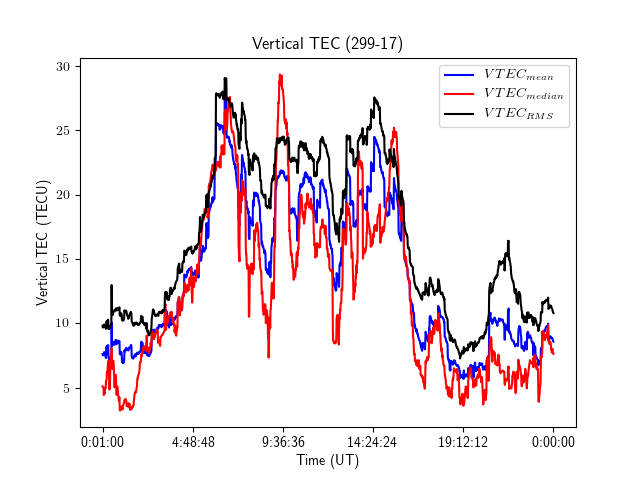 Vertical TEC (299-17)
VTEC_mean
VTEC_median
VTEC_RMS
Vertical TEC (TECU)
30
25
20
15
10
5
0:01:00 4:48:48 9:36:36 14:24:24 19:12:12 0:00:00
Time (UT)